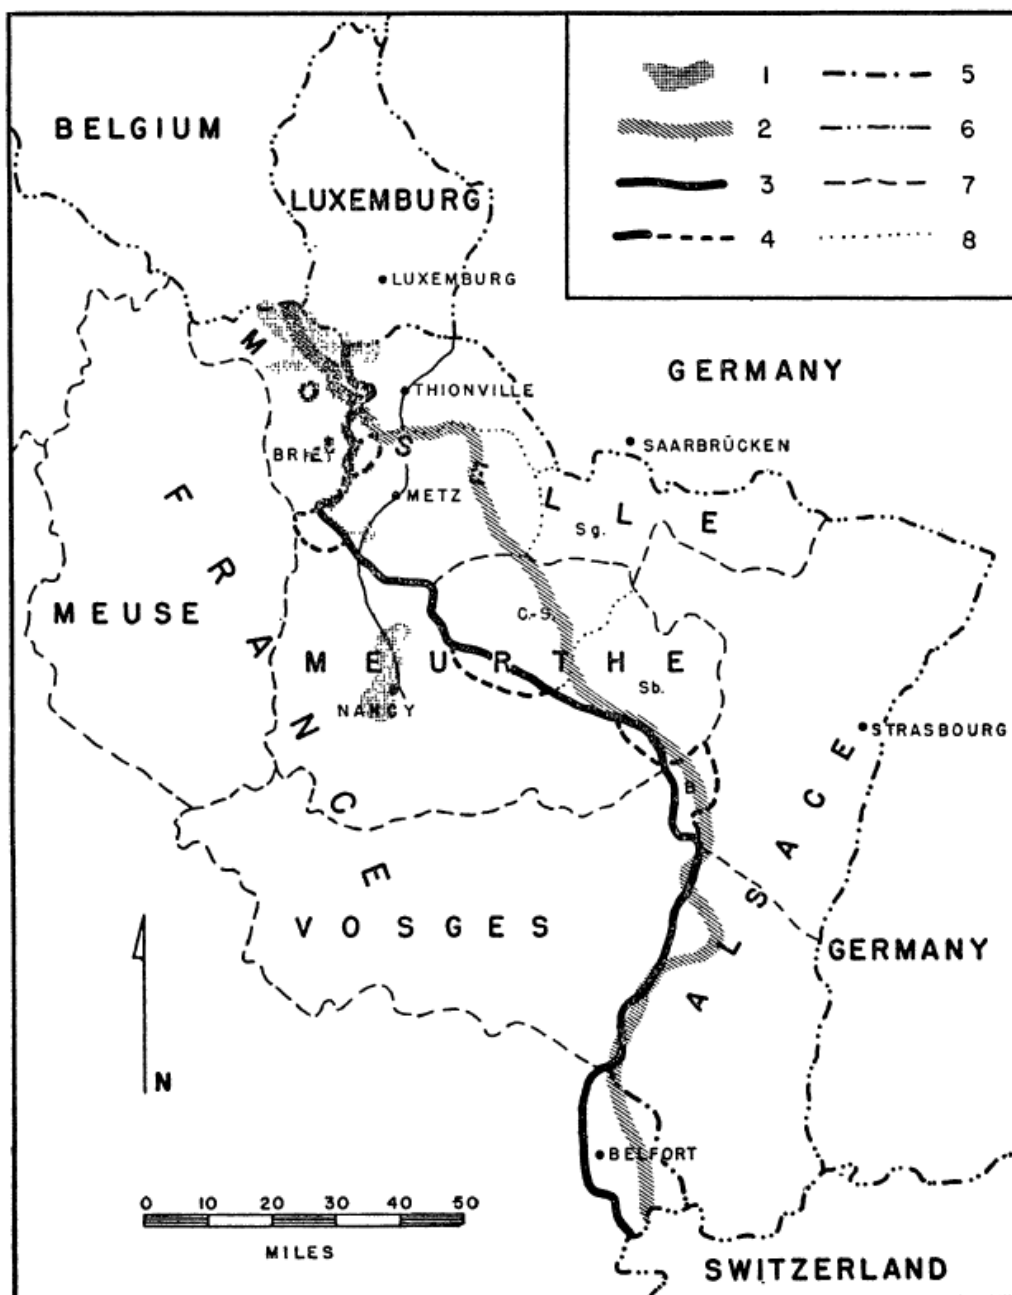 1 5
2 6
3 7
4 8
BELGIUM
LUXEMBURG
LUXEMBURG
GERMANY
THIONVILLE
SAARBRÜCKEN
BRIEY
METZ
MOSELLE
Sg.
FRANCE
MEUSE
C.-S.
MEURTHE
Sb.
NANCY
STRASBOURG
B
ALSACE
VOSGES
GERMANY
N
BELFORT
0 10 20 30 40 50
MILES
SWITZERLAND